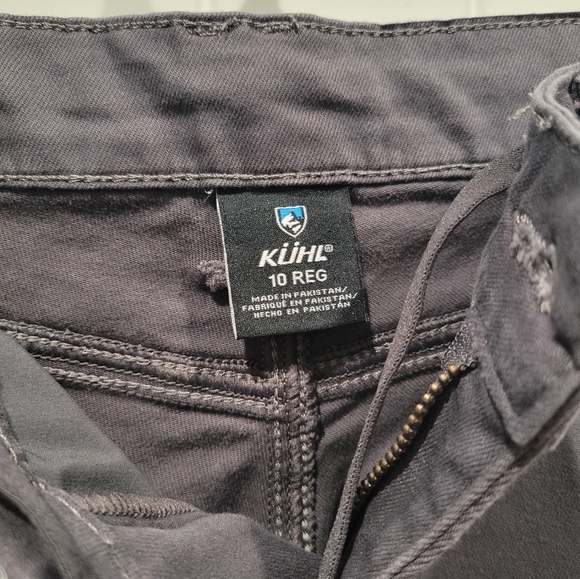 KÜHL®
10 REG
MADE IN PAKISTAN/
FABRIQUÉ EN PAKISTAN/
HECHO EN PAKISTÁN